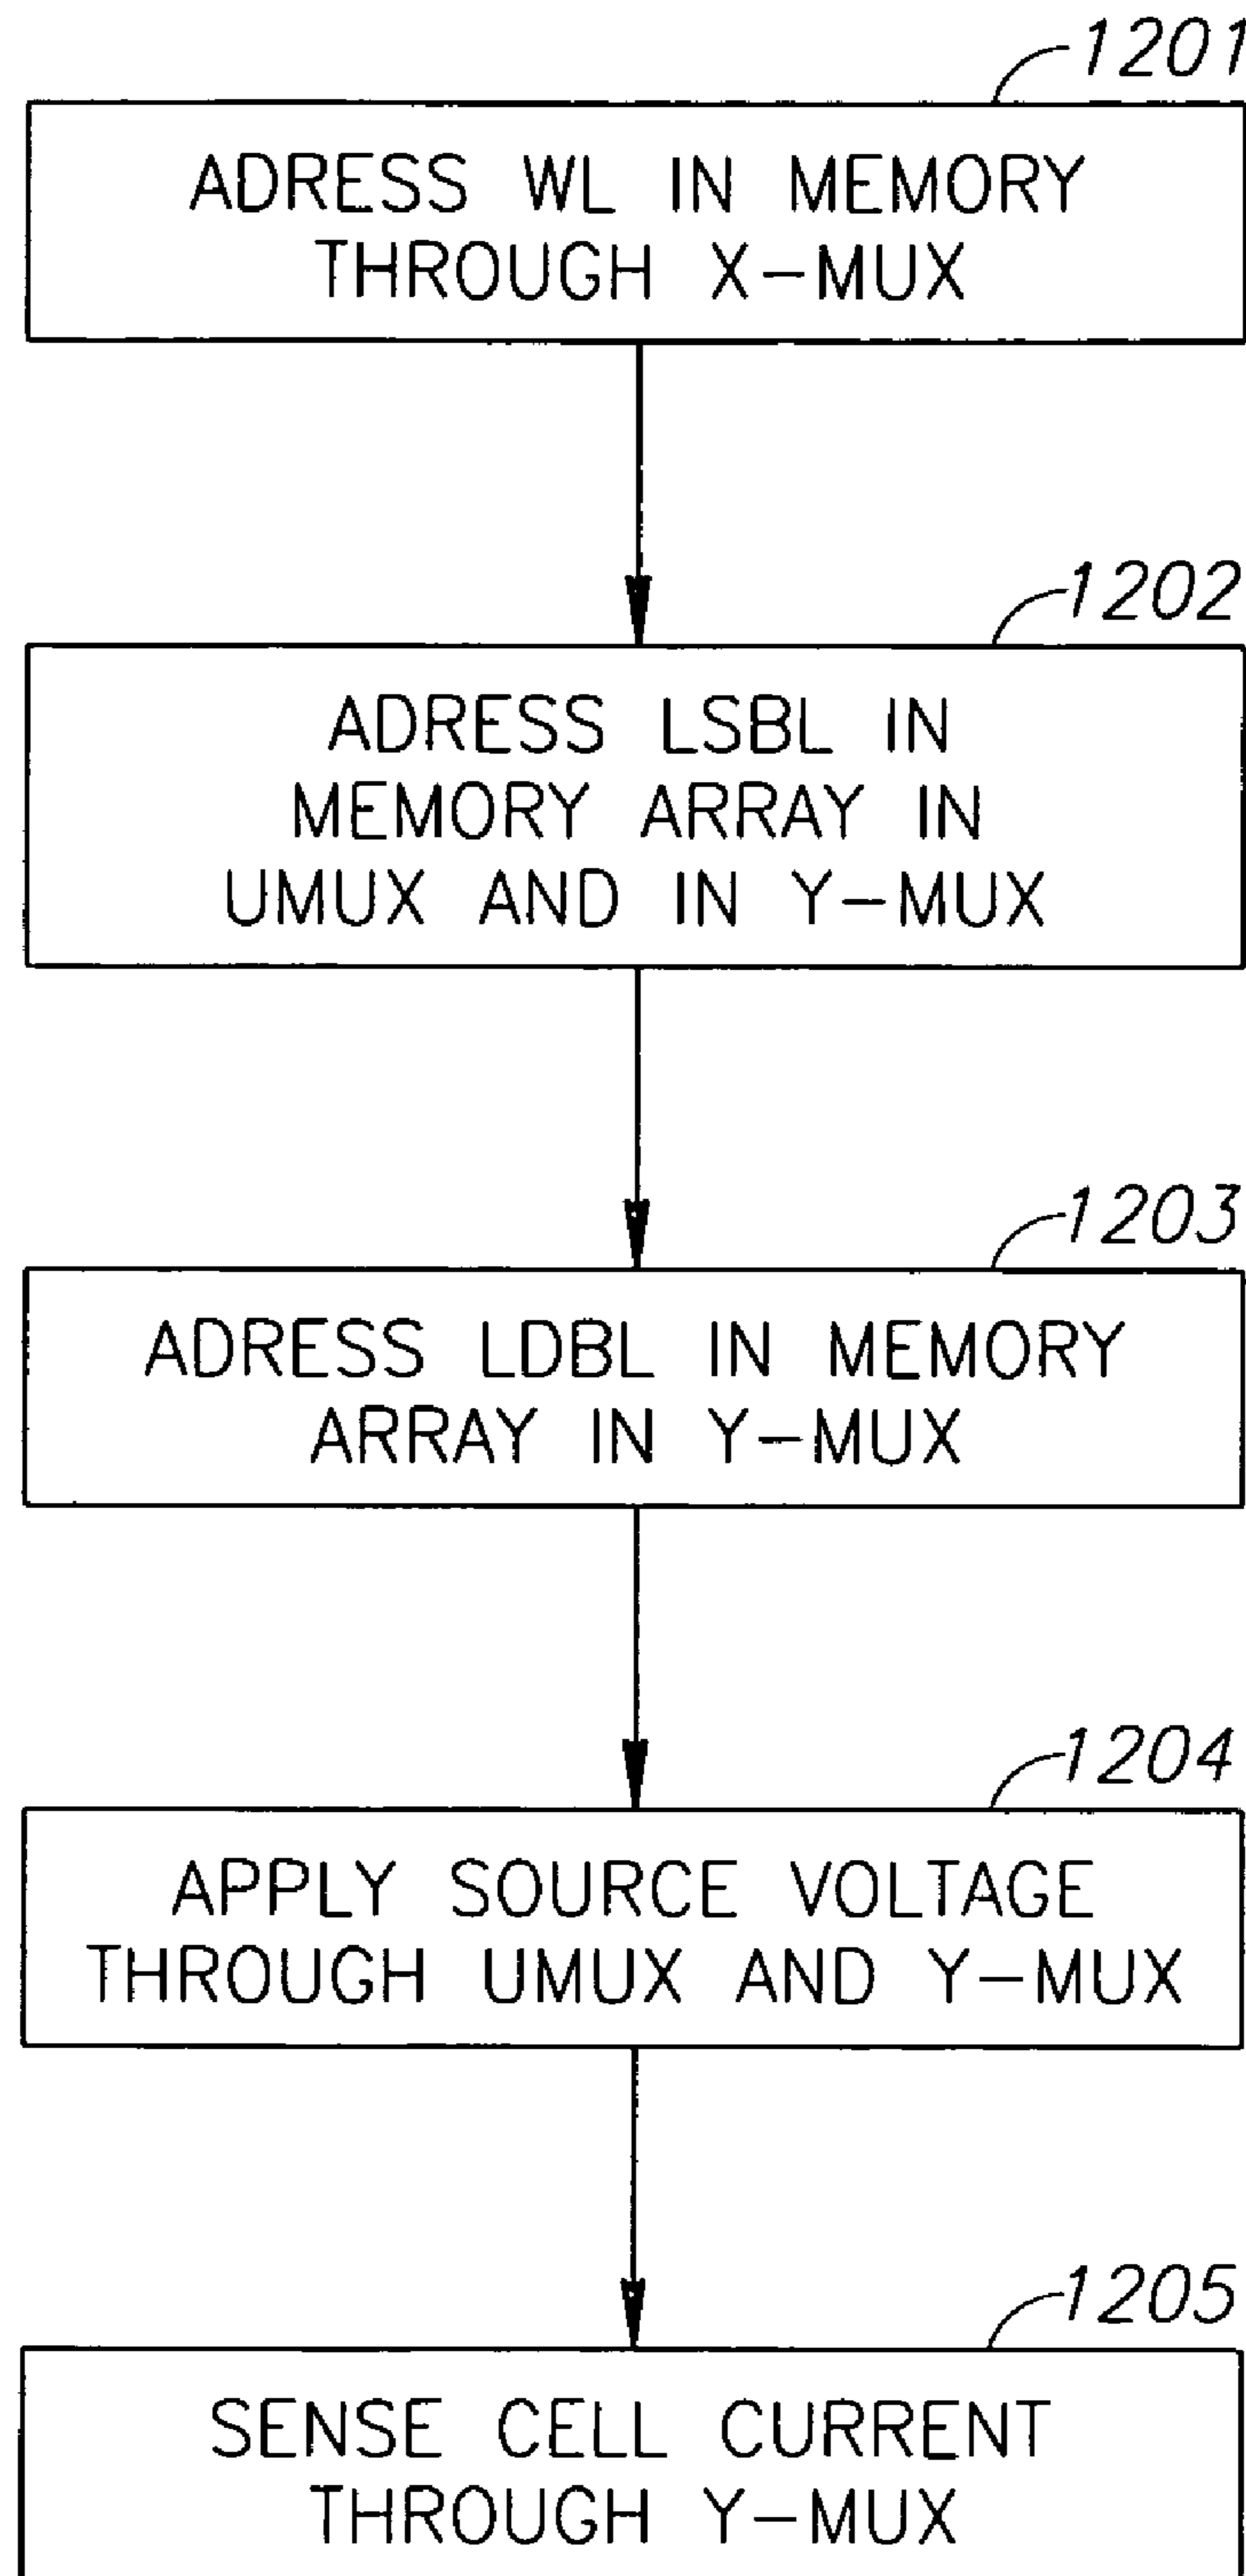 1201
ADRESS WL IN MEMORY
THROUGH X-MUX
1202
ADRESS LSBL IN
MEMORY ARRAY IN
UMUX AND IN Y-MUX
1203
ADRESS LDBL IN MEMORY
ARRAY IN Y-MUX
1204
APPLY SOURCE VOLTAGE
THROUGH UMUX AND Y-MUX
1205
SENSE CELL CURRENT
THROUGH Y-MUX